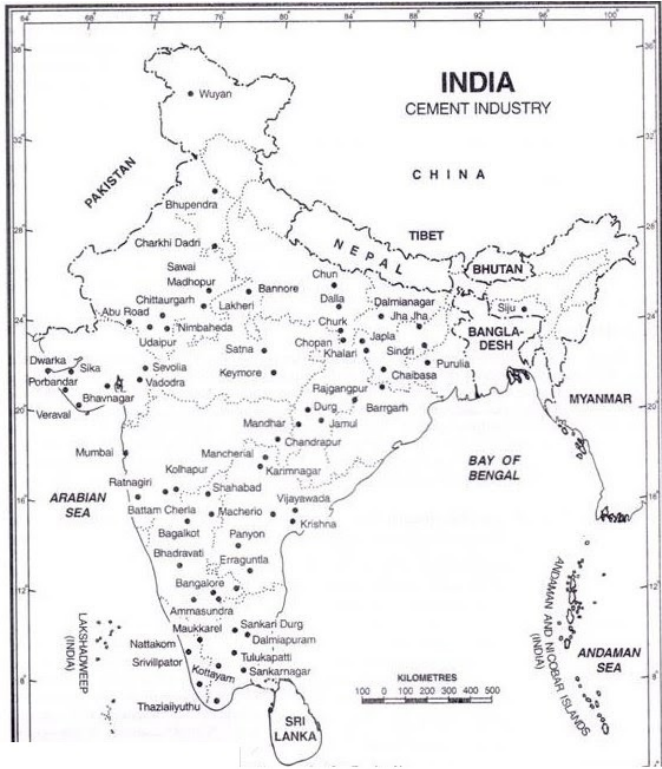 68° 72° 76° 80° 84° 88° 92° 96° 100°
36°
INDIA
CEMENT INDUSTRY
Wuyan
32°
PAKISTAN
CHINA
Bhupendra
28°
TIBET
NEPAL
BHUTAN
Charkhi Dadri
Sawai
Madhopur
Bannore
Chun
Chittaurgarh
Lakheri
Dalla
Dalmianagar
Abu Road
Jha Jha
Siju
24°
Nimbaheda
Churk
BANGLA-
DESH
Udaipur
Chopan
Japla
Satna
Khalari
Sindri
Dwarka
Sika
Sevolia
Keymore
Purulia
Porbandar
Vadodra
Chaibasa
MYANMAR
Bhavnagar
Rajgangpur
Veraval
Durg
Barrgarh
20°
Mandhar
Jamul
Chandrapur
Mumbai
Mancherial
BAY OF
BENGAL
Kolhapur
Karimnagar
Ratnagiri
Shahabad
ARABIAN
SEA
Vijayawada
16°
Battam Cherla
Macherio
Krishna
Bagalkot
Panyon
Bhadravati
Erraguntla
12°
Bangalore
Ammasundra
LAKSHADWEEP
(INDIA)
Maukkarel
Sankari Durg
Dalmiapuram
ANDAMAN AND NICOBAR ISLANDS
(INDIA)
ANDAMAN
SEA
Nattakom
Tulukapatti
Srivillpator
Kottayam
Sankarnagar
8°
KILOMETRES
100 0 100 200 300 400 500
Thaziaiiyuthu
SRI
LANKA